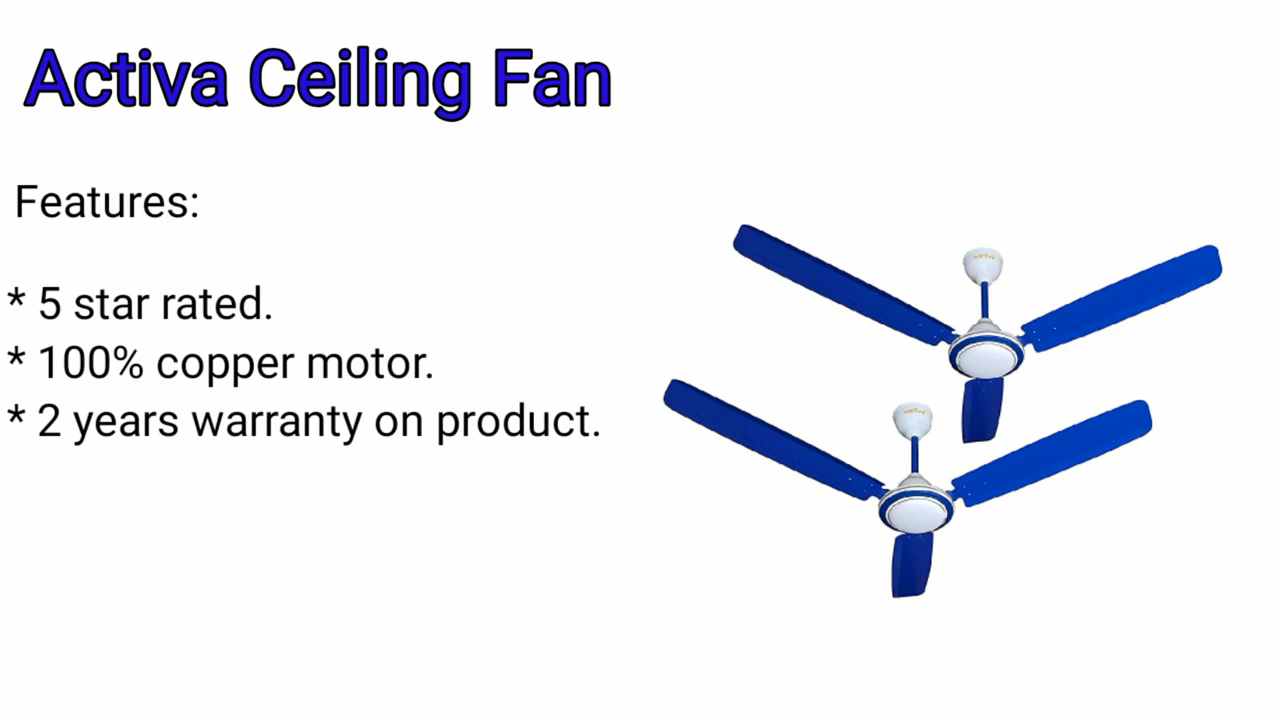 Activa Ceiling Fan
Features:
* 5 star rated.
* 100% copper motor.
* 2 years warranty on product.